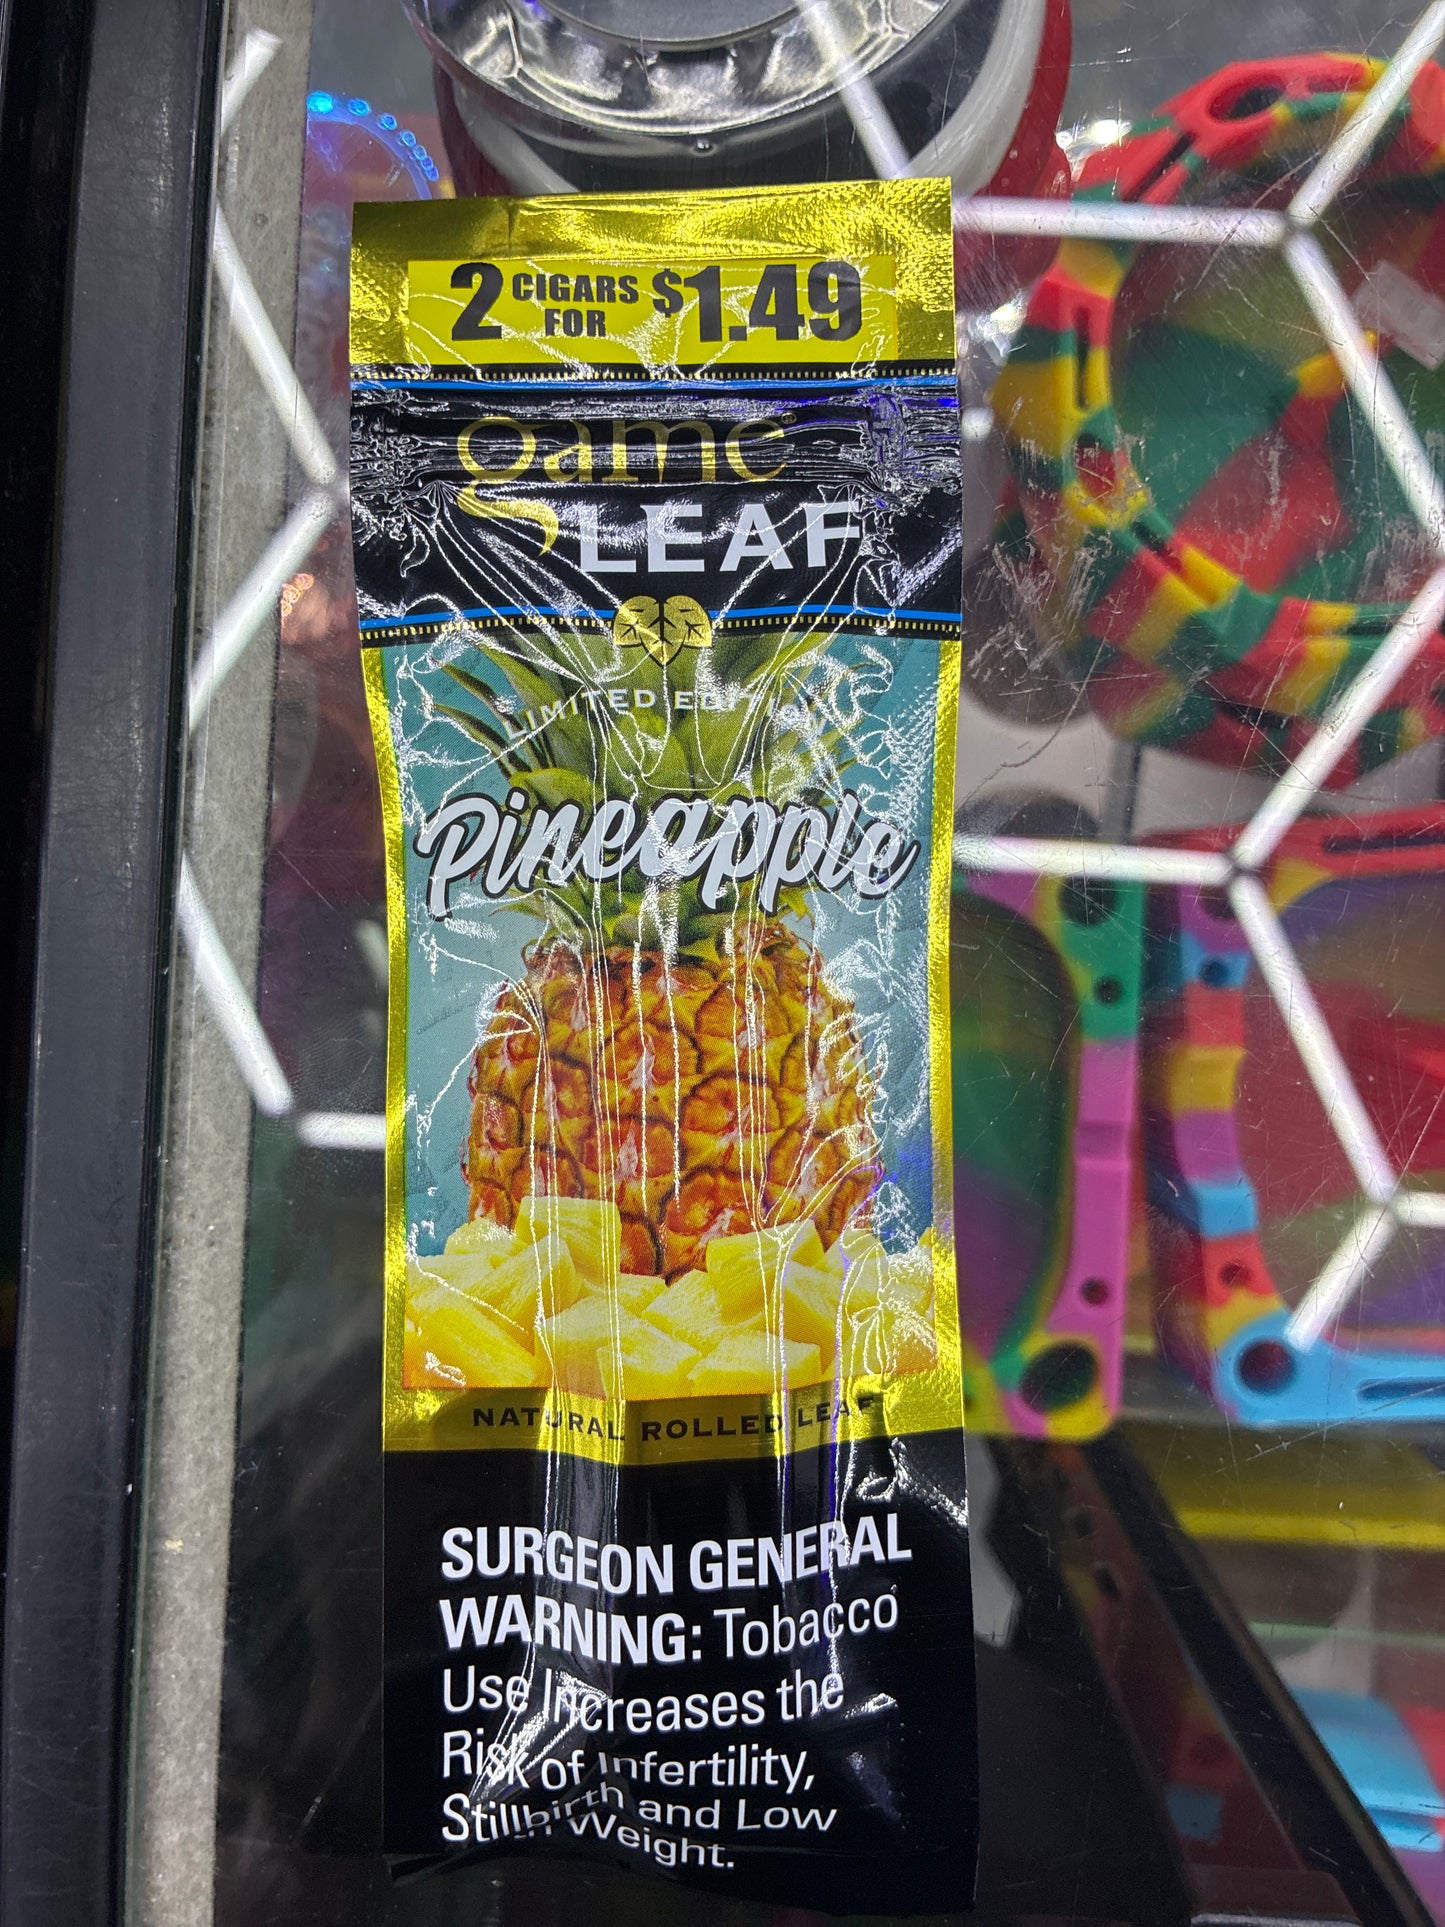 2 CIGARS FOR $1.49
game®
LEAF
LIMITED EDITION
Pineapple
NATURAL ROLLED LEAF
SURGEON GENERAL
WARNING: Tobacco
Use Increases the
Risk of Infertility,
Stillbirth and Low
Weight.